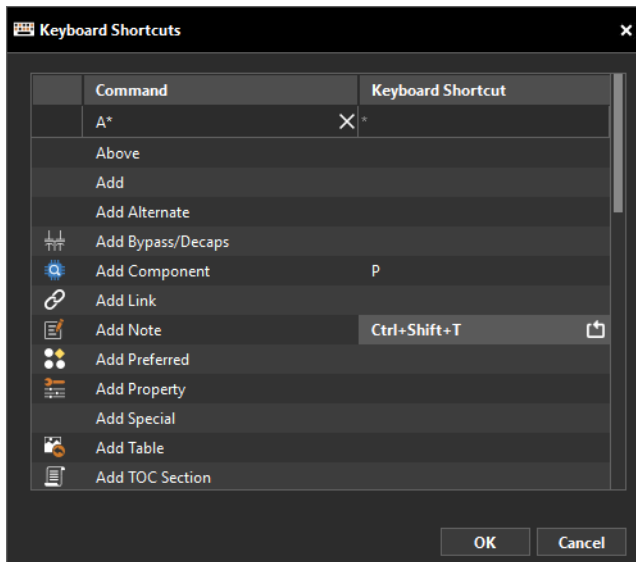 Keyboard Shortcuts
Command Keyboard Shortcut
A* *
Above
Add
Add Alternate
Add Bypass/Decaps
Add Component P
Add Link
Add Note Ctrl+Shift+T
Add Preferred
Add Property
Add Special
Add Table
Add TOC Section
OK Cancel